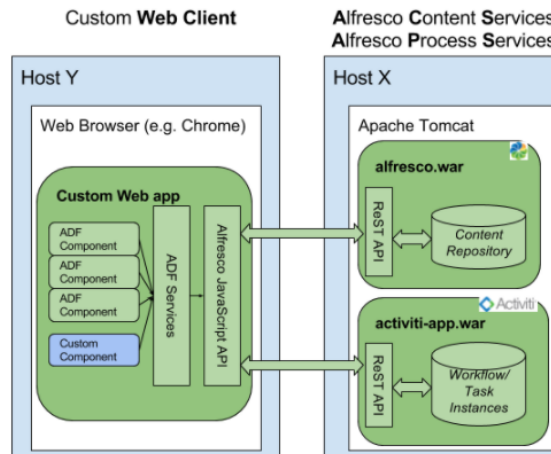 Custom Web Client
Alfresco Content Services
Alfresco Process Services
Host Y
Host X
Web Browser (e.g. Chrome)
Apache Tomcat
Custom Web app
ADF
Component
ADF
Component
ADF
Component
Custom
Component
ADF Services
Alfresco JavaScript API
alfresco.war
ReST API
Content
Repository
Activiti
activiti-app.war
ReST API
Workflow/
Task
Instances